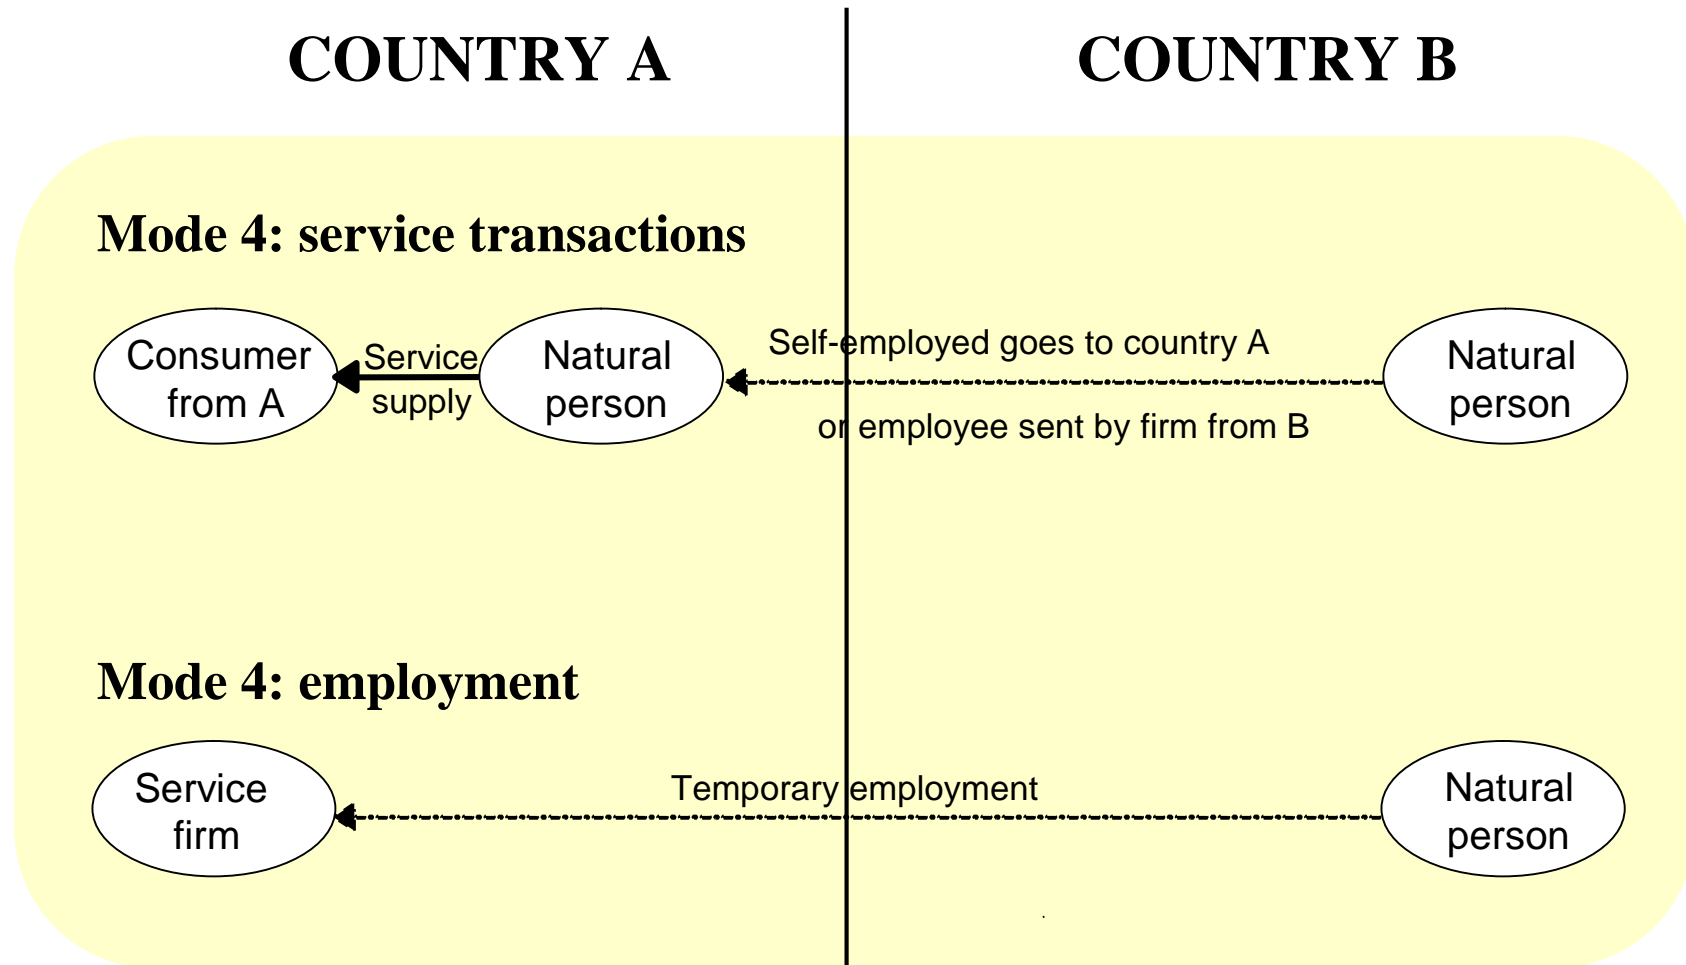 COUNTRY A
COUNTRY B
Mode 4: service transactions
Consumer
from A
Service
supply
Natural
person
Self-employed goes to country A
or employee sent by firm from B
Natural
person
Mode 4: employment
Service
firm
Temporary employment
Natural
person
.